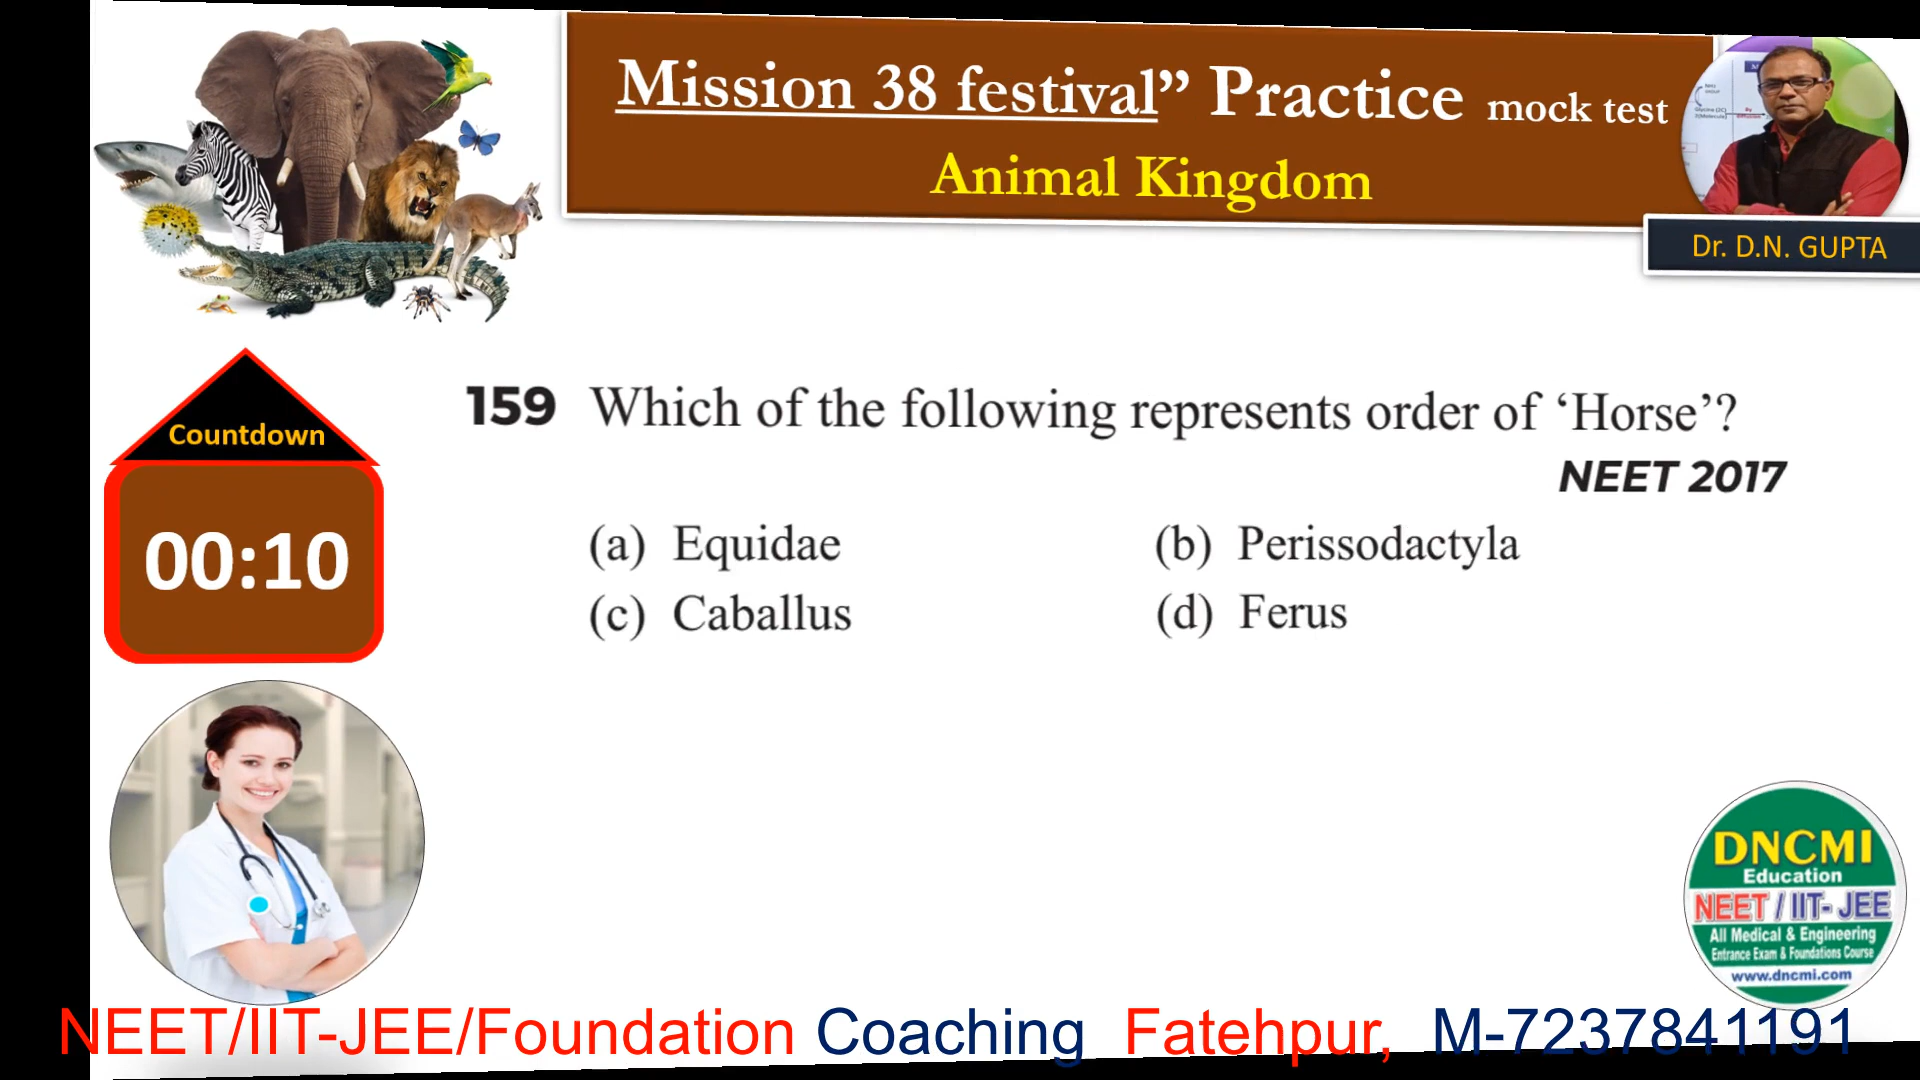 Mission 38 festival” Practice mock test
Animal Kingdom
Dr. D.N. GUPTA
Countdown
00:10
159 Which of the following represents order of ‘Horse’?
NEET 2017
(a) Equidae (b) Perissodactyla
(c) Caballus (d) Ferus
DNCMI
Education
NEET / IIT- JEE
All Medical & Engineering
Entrance Exam & Foundations Course
www.dncmi.com
NEET/IIT-JEE/Foundation Coaching Fatehpur, M-7237841191